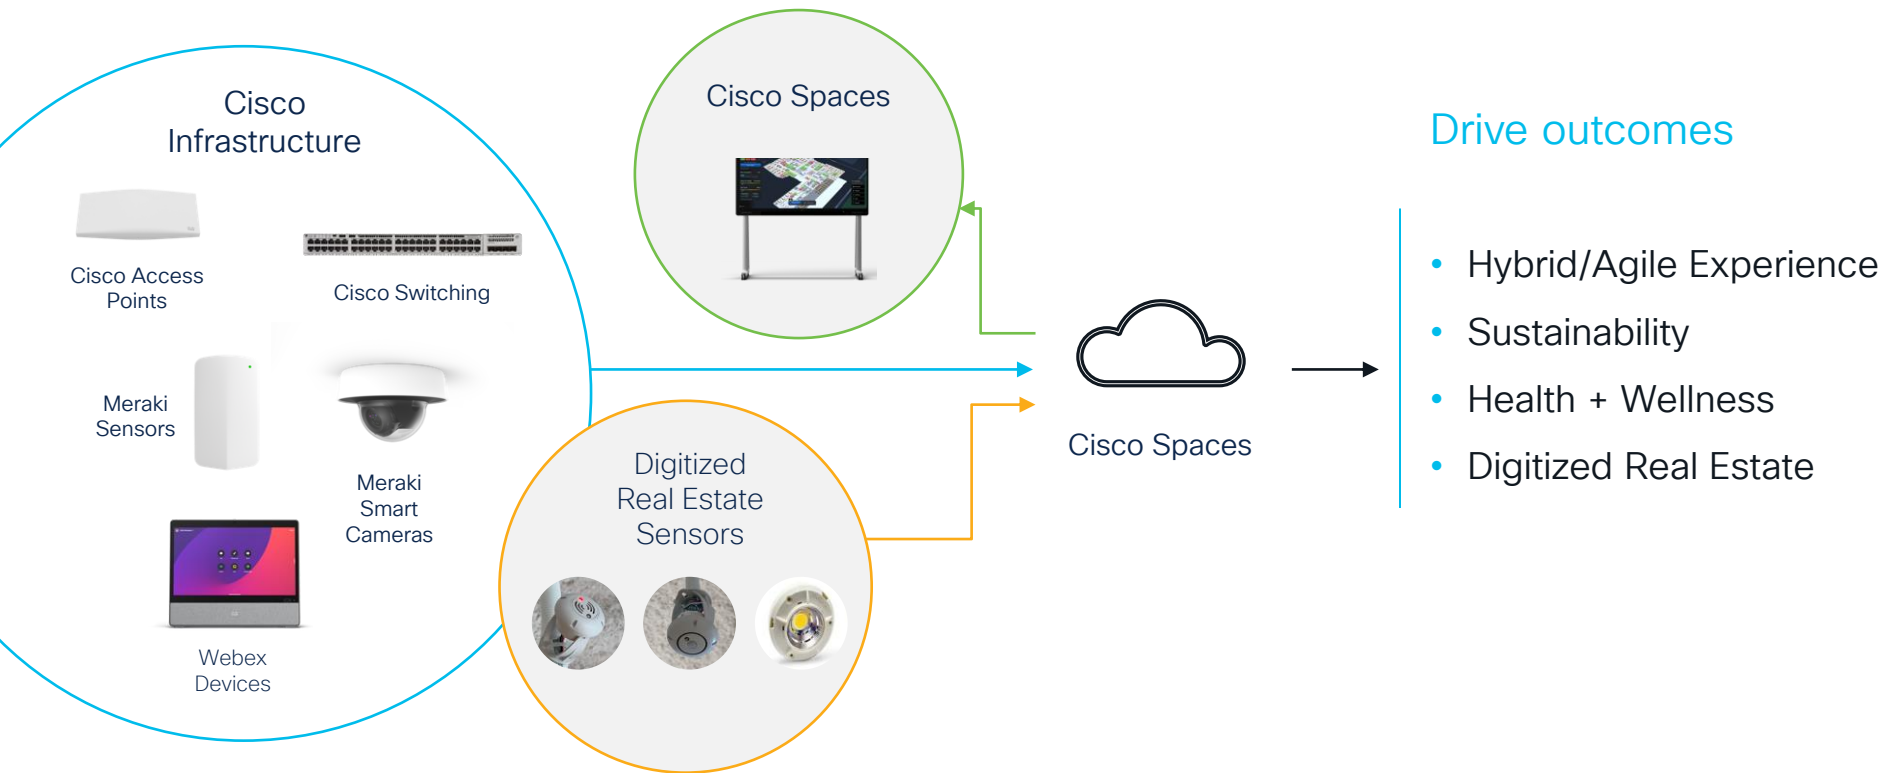 Cisco
Infrastructure
Cisco Access
Points
Cisco Switching
Meraki
Sensors
Meraki
Smart
Cameras
Webex
Devices
Cisco Spaces
Digitized
Real Estate
Sensors
Cisco Spaces
Drive outcomes
• Hybrid/Agile Experience
• Sustainability
• Health + Wellness
• Digitized Real Estate